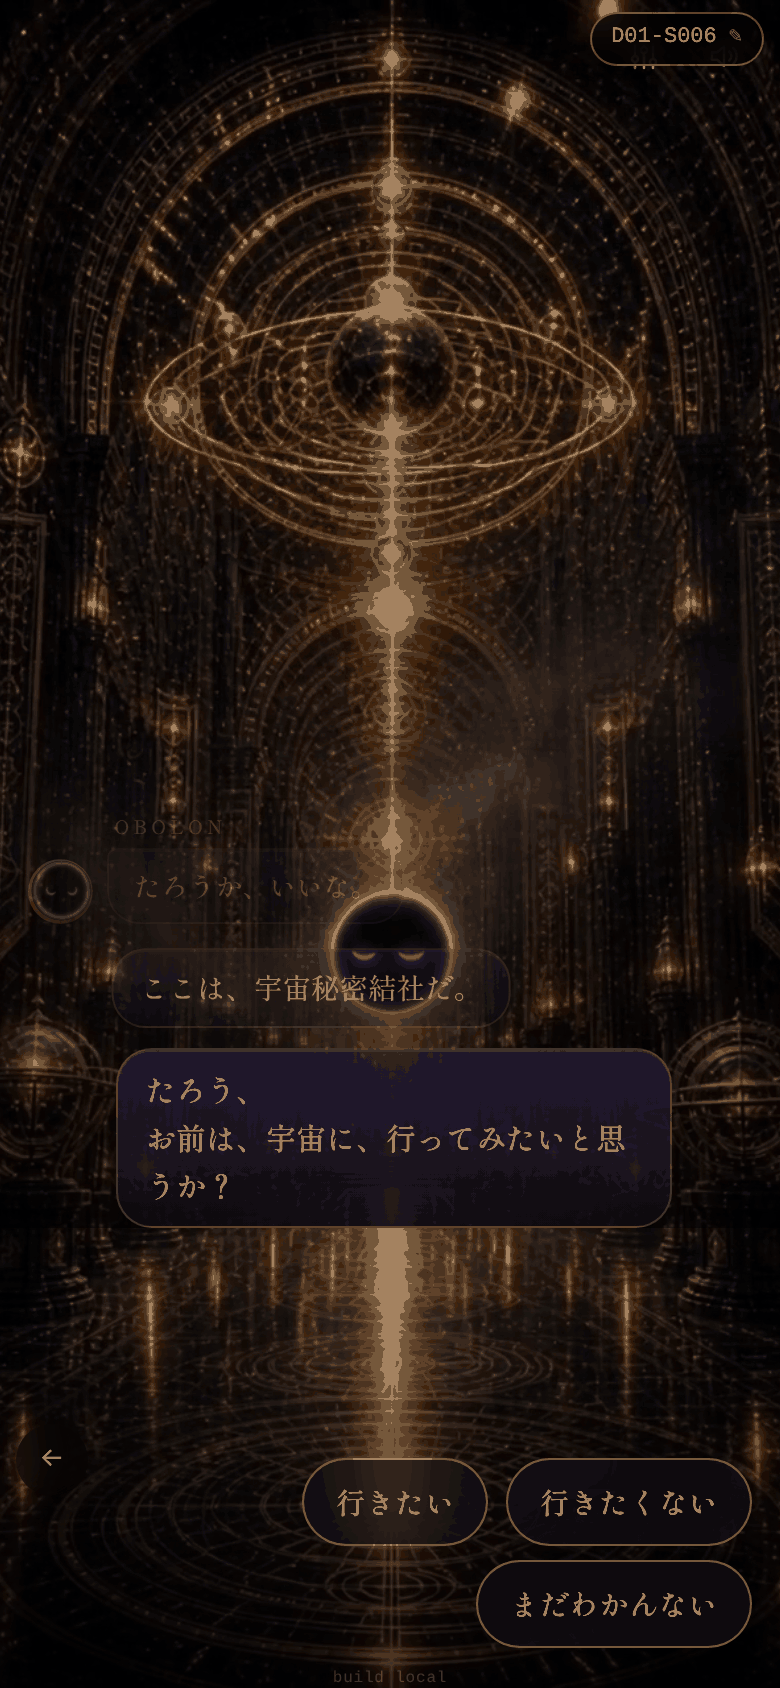 D01-S006 ✎
OBOLON
たろうか、いいな。
ここは、宇宙秘密結社だ。
たろう、
お前は、宇宙に、行ってみたいと思
うか？
←
行きたい
行きたくない
まだわかんない
build local